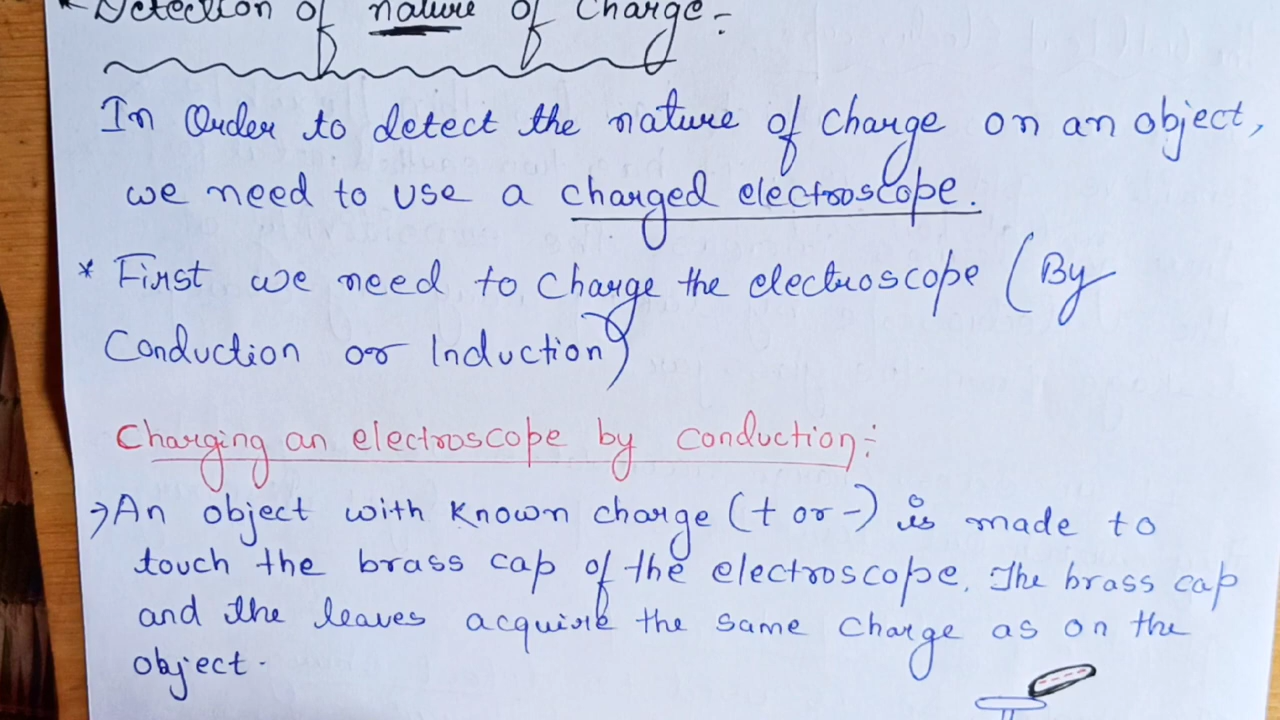 * Detection of nature of Charge :-
In Order to detect the nature of Charge on an object,
we need to use a charged electroscope.
* First we need to Charge the electroscope (By
Conduction or Induction)
Charging an electroscope by conduction :-
→ An object with known charge (+ or -) is made to
touch the brass cap of the electroscope. The brass cap
and the leaves acquire the same charge as on the
object.